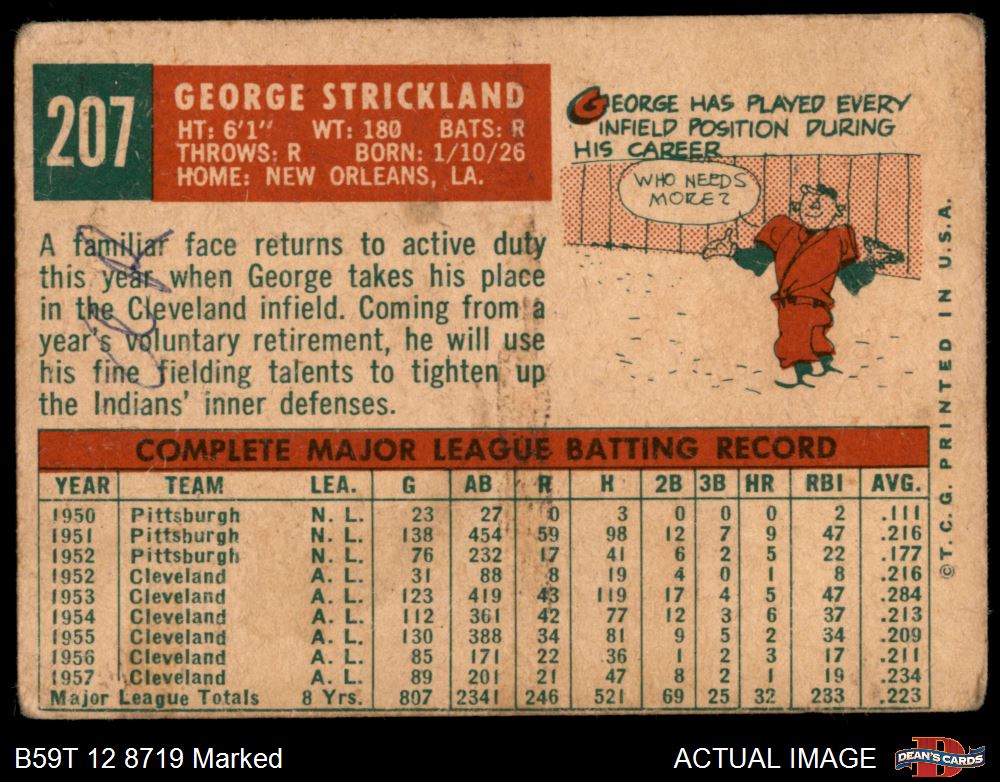 207
GEORGE STRICKLAND
HT: 6'1" WT: 180 BATS: R
THROWS: R BORN: 1/10/26
HOME: NEW ORLEANS, LA.
GEORGE HAS PLAYED EVERY
INFIELD POSITION DURING
HIS CAREER
WHO NEEDS
MORE?
A familiar face returns to active duty
this year when George takes his place
in the Cleveland infield. Coming from a
year's voluntary retirement, he will use
his fine fielding talents to tighten up
the Indians' inner defenses.
COMPLETE MAJOR LEAGUE BATTING RECORD
YEAR TEAM LEA. G AB R H 2B 3B HR RBI AVG.
1950 Pittsburgh N. L. 23 27 0 3 0 0 0 2 .111
1951 Pittsburgh N. L. 138 454 59 98 12 7 9 47 .216
1952 Pittsburgh N. L. 76 232 17 41 6 2 5 22 .177
1952 Cleveland A. L. 31 88 8 19 4 0 1 8 .216
1953 Cleveland A. L. 123 419 43 119 17 4 5 47 .284
1954 Cleveland A. L. 112 361 42 77 12 3 6 37 .213
1955 Cleveland A. L. 130 388 34 81 9 5 2 34 .209
1956 Cleveland A. L. 85 171 22 36 1 2 3 17 .211
1957 Cleveland A. L. 89 201 21 47 8 2 1 19 .234
Major League Totals 8 Yrs. 807 2341 246 521 69 25 32 233 .223
© T. C. G. PRINTED IN U.S.A.
B59T 12 8719 Marked
ACTUAL IMAGE
DEAN'S CARDS